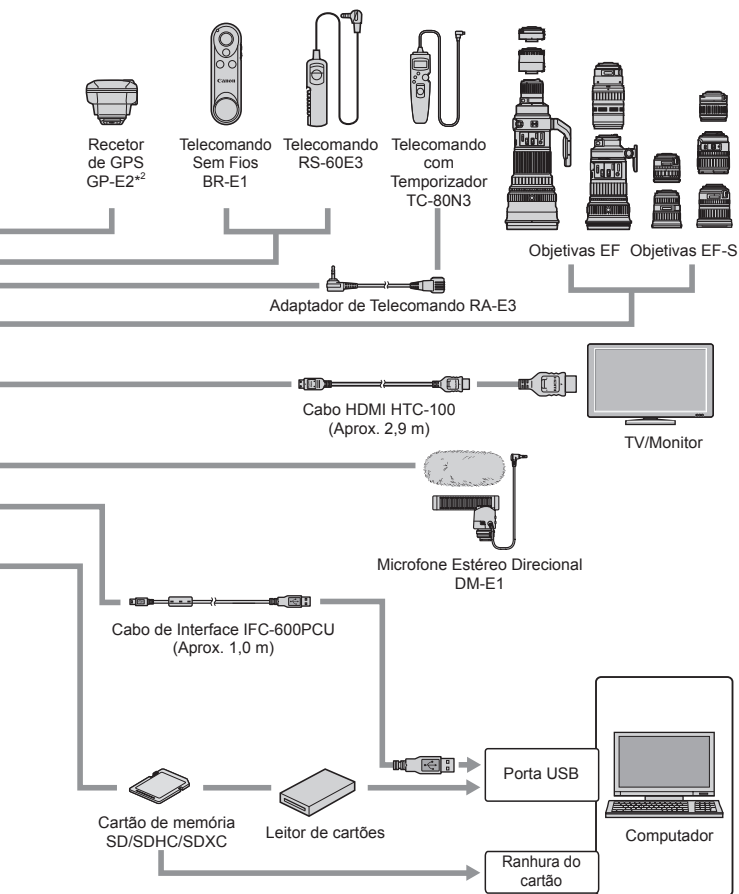 Canon
Recetor
de GPS
GP-E2*2
Telecomando
Sem Fios
BR-E1
Telecomando
RS-60E3
Telecomando
com
Temporizador
TC-80N3
Objetivas EF
Objetivas EF-S
Adaptador de Telecomando RA-E3
Cabo HDMI HTC-100
(Aprox. 2,9 m)
TV/Monitor
Microfone Estéreo Direcional
DM-E1
Cabo de Interface IFC-600PCU
(Aprox. 1,0 m)
Porta USB
Cartão de memória
SD/SDHC/SDXC
Leitor de cartões
Computador
Ranhura do
cartão